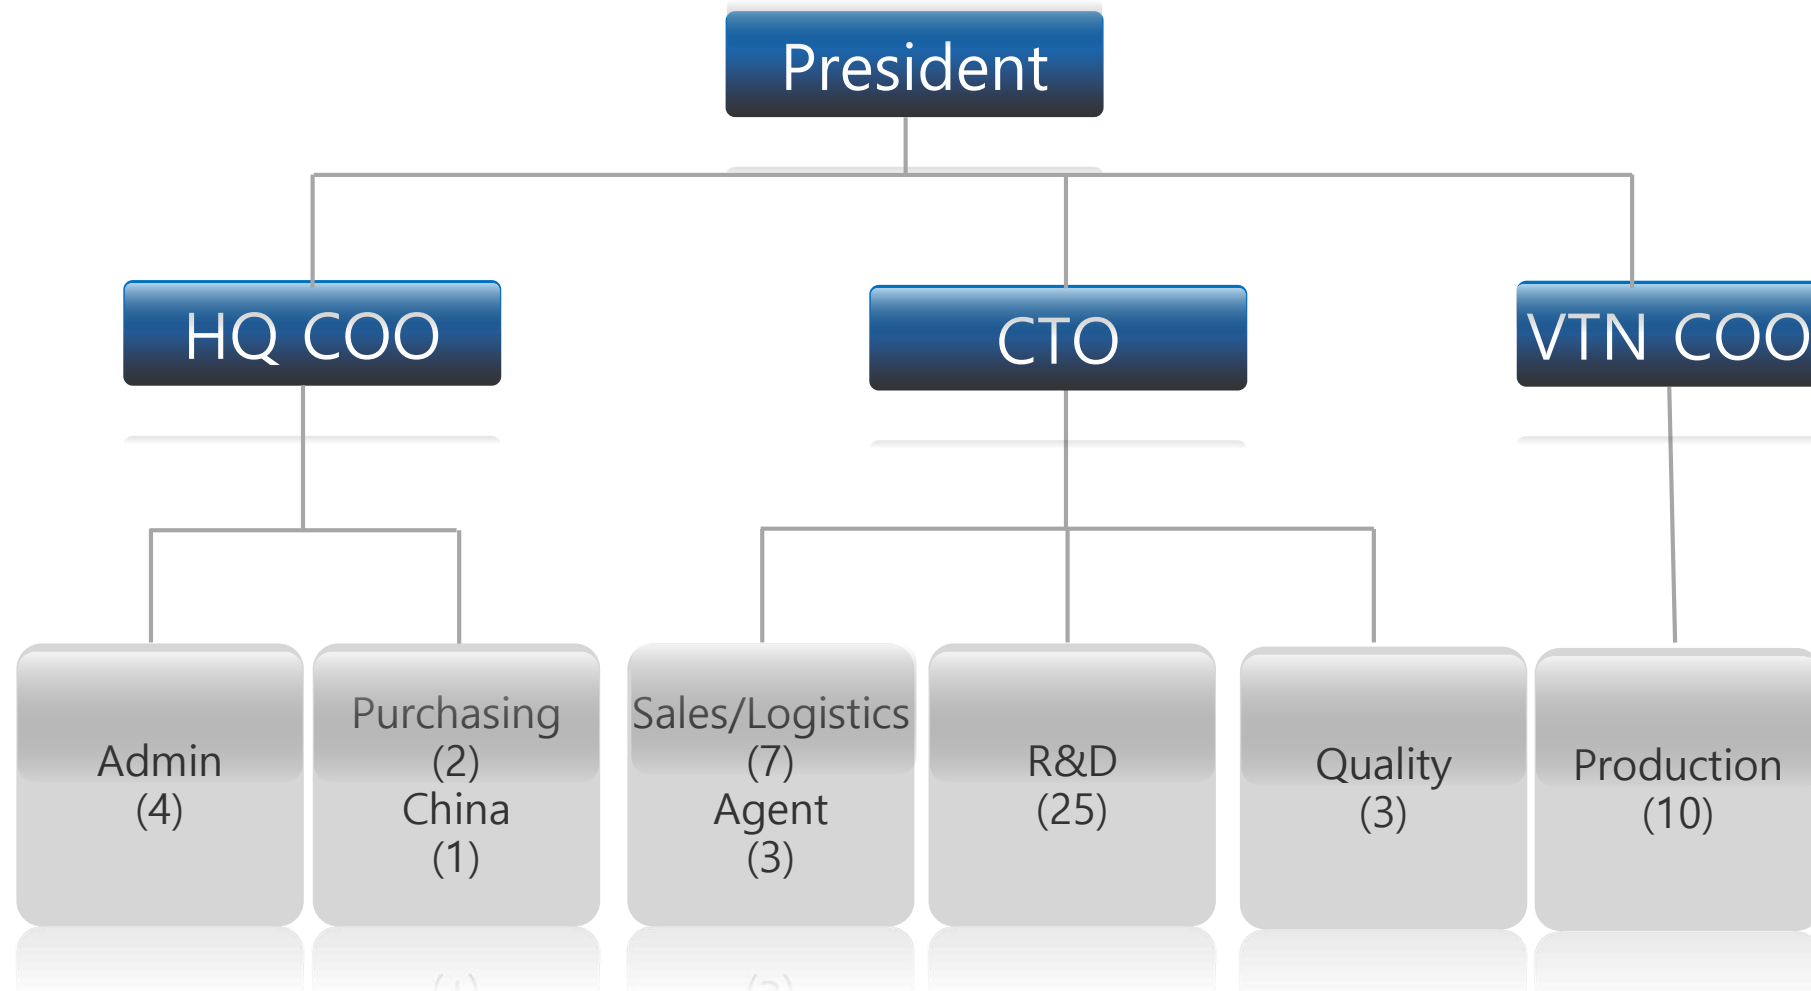 President
HQ COO
CTO
VTN COO
Admin
(4)
Purchasing
(2)
China
(1)
Sales/Logistics
(7)
Agent
(3)
R&D
(25)
Quality
(3)
Production
(10)